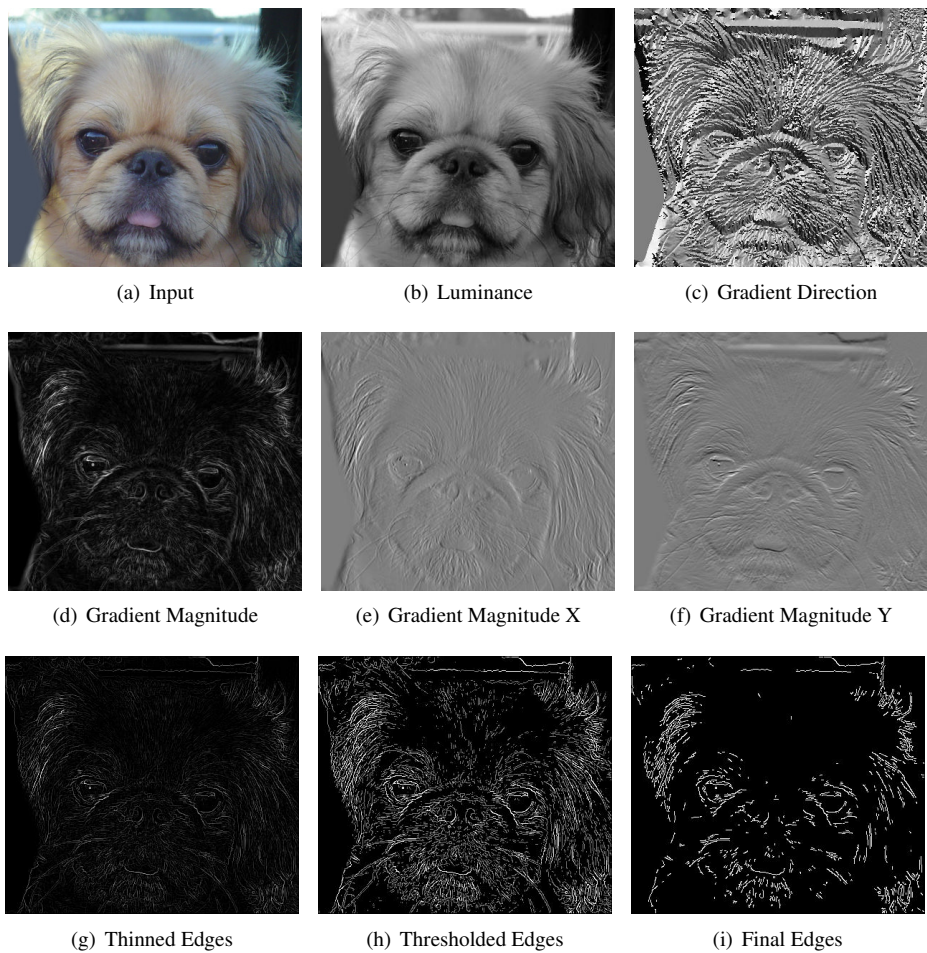 (a) Input
(b) Luminance
(c) Gradient Direction
(d) Gradient Magnitude
(e) Gradient Magnitude X
(f) Gradient Magnitude Y
(g) Thinned Edges
(h) Thresholded Edges
(i) Final Edges